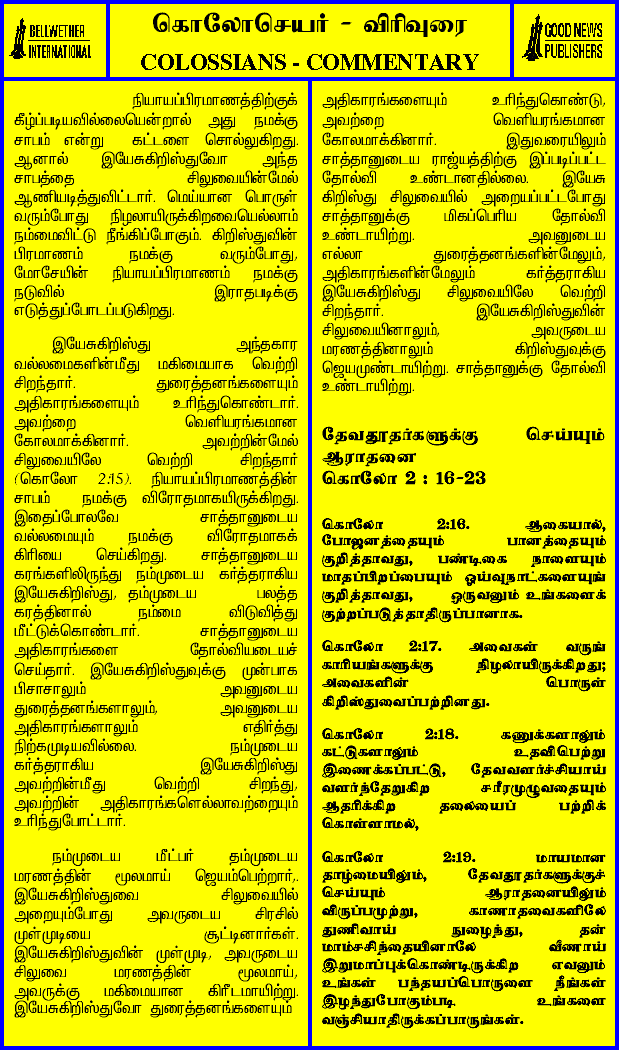 BELLWETHER
INTERNATIONAL
கொலோசெயர் - விரிவுரை
COLOSSIANS - COMMENTARY
GOOD NEWS
PUBLISHERS
நியாயப்பிரமாணத்திற்குக்
கீழ்ப்படியவில்லையென்றால் அது நமக்கு
சாபம் என்று கட்டளை சொல்லுகிறது.
ஆனால் இயேசுகிறிஸ்துவோ அந்த
சாபத்தை சிலுவையின்மேல்
ஆணியடித்துவிட்டார். மெய்யான பொருள்
வரும்போது நிழலாயிருக்கிறவையெல்லாம்
நம்மைவிட்டு நீங்கிப்போகும். கிறிஸ்துவின்
பிரமாணம் நமக்கு வரும்போது,
மோசேயின் நியாயப்பிரமாணம் நமக்கு
நடுவில் இராதபடிக்கு
எடுத்துப்போடப்படுகிறது.
இயேசுகிறிஸ்து அந்தகார
வல்லமைகளின்மீது மகிமையாக வெற்றி
சிறந்தார். துரைத்தனங்களையும்
அதிகாரங்களையும் உரிந்துகொண்டார்.
அவற்றை வெளியரங்கமான
கோலமாக்கினார். அவற்றின்மேல்
சிலுவையிலே வெற்றி சிறந்தார்
(கொலோ 2:15). நியாயப்பிரமாணத்தின்
சாபம் நமக்கு விரோதமாகயிருக்கிறது.
இதைப்போலவே சாத்தானுடைய
வல்லமையும் நமக்கு விரோதமாகக்
கிரியை செய்கிறது. சாத்தானுடைய
கரங்களிலிருந்து நம்முடைய கர்த்தராகிய
இயேசுகிறிஸ்து, தம்முடைய பலத்த
கரத்தினால் நம்மை விடுவித்து
மீட்டுக்கொண்டார். சாத்தானுடைய
அதிகாரங்களை தோல்வியடையச்
செய்தார். இயேசுகிறிஸ்துவுக்கு முன்பாக
பிசாசாலும் அவனுடைய
துரைத்தனங்களாலும், அவனுடைய
அதிகாரங்களாலும் எதிர்த்து
நிற்கமுடியவில்லை. நம்முடைய
கர்த்தராகிய இயேசுகிறிஸ்து
அவற்றின்மீது வெற்றி சிறந்து,
அவற்றின் அதிகாரங்களெல்லாவற்றையும்
உரிந்துபோட்டார்.
நம்முடைய மீட்பர் தம்முடைய
மரணத்தின் மூலமாய் ஜெயம்பெற்றார்,.
இயேசுகிறிஸ்துவை சிலுவையில்
அறையும்போது அவருடைய சிரசில்
முள்முடியை சூட்டினார்கள்.
இயேசுகிறிஸ்துவின் முள்முடி, அவருடைய
சிலுவை மரணத்தின் மூலமாய்,
அவருக்கு மகிமையான கிரீடமாயிற்று.
இயேசுகிறிஸ்துவோ துரைத்தனங்களையும்
அதிகாரங்களையும் உரிந்துகொண்டு,
அவற்றை வெளியரங்கமான
கோலமாக்கினார். இதுவரையிலும்
சாத்தானுடைய ராஜ்யத்திற்கு இப்படிப்பட்ட
தோல்வி உண்டானதில்லை. இயேசு
கிறிஸ்து சிலுவையில் அறையப்பட்டபோது
சாத்தானுக்கு மிகப்பெரிய தோல்வி
உண்டாயிற்று. அவனுடைய
எல்லா துரைத்தனங்களின்மேலும்,
அதிகாரங்களின்மேலும் கர்த்தராகிய
இயேசுகிறிஸ்து சிலுவையிலே வெற்றி
சிறந்தார். இயேசுகிறிஸ்துவின்
சிலுவையினாலும், அவருடைய
மரணத்தினாலும் கிறிஸ்துவுக்கு
ஜெயமுண்டாயிற்று. சாத்தானுக்கு தோல்வி
உண்டாயிற்று.
தேவதூதர்களுக்கு செய்யும்
ஆராதனை
கொலோ 2 : 16-23
கொலோ 2:16. ஆகையால்,
போஜனத்தையும் பானத்தையும்
குறித்தாவது, பண்டிகை நாளையும்
மாதப்பிறப்பையும் ஓய்வுநாட்களையுங்
குறித்தாவது, ஒருவனும் உங்களைக்
குற்றப்படுத்தாதிருப்பானாக.
கொலோ 2:17. அவைகள் வருங்
காரியங்களுக்கு நிழலாயிருக்கிறது;
அவைகளின் பொருள்
கிறிஸ்துவைப்பற்றினது.
கொலோ 2:18. கணுக்களாலும்
கட்டுகளாலும் உதவிபெற்று
இணைக்கப்பட்டு, தேவவளர்ச்சியாய்
வளர்ந்தேறுகிற சரீரமுழுவதையும்
ஆதரிக்கிற தலையைப் பற்றிக்
கொள்ளாமல்,
கொலோ 2:19. மாயமான
தாழ்மையிலும், தேவதூதர்களுக்குச்
செய்யும் ஆராதனையிலும்
விருப்பமுற்று, காணாதவைகளிலே
துணிவாய் நுழைந்து, தன்
மாம்சசிந்தையினாலே வீணாய்
இறுமாப்புக்கொண்டிருக்கிற எவனும்
உங்கள் பந்தயப்பொருளை நீங்கள்
இழந்துபோகும்படி உங்களை
வஞ்சியாதிருக்கப்பாருங்கள்.